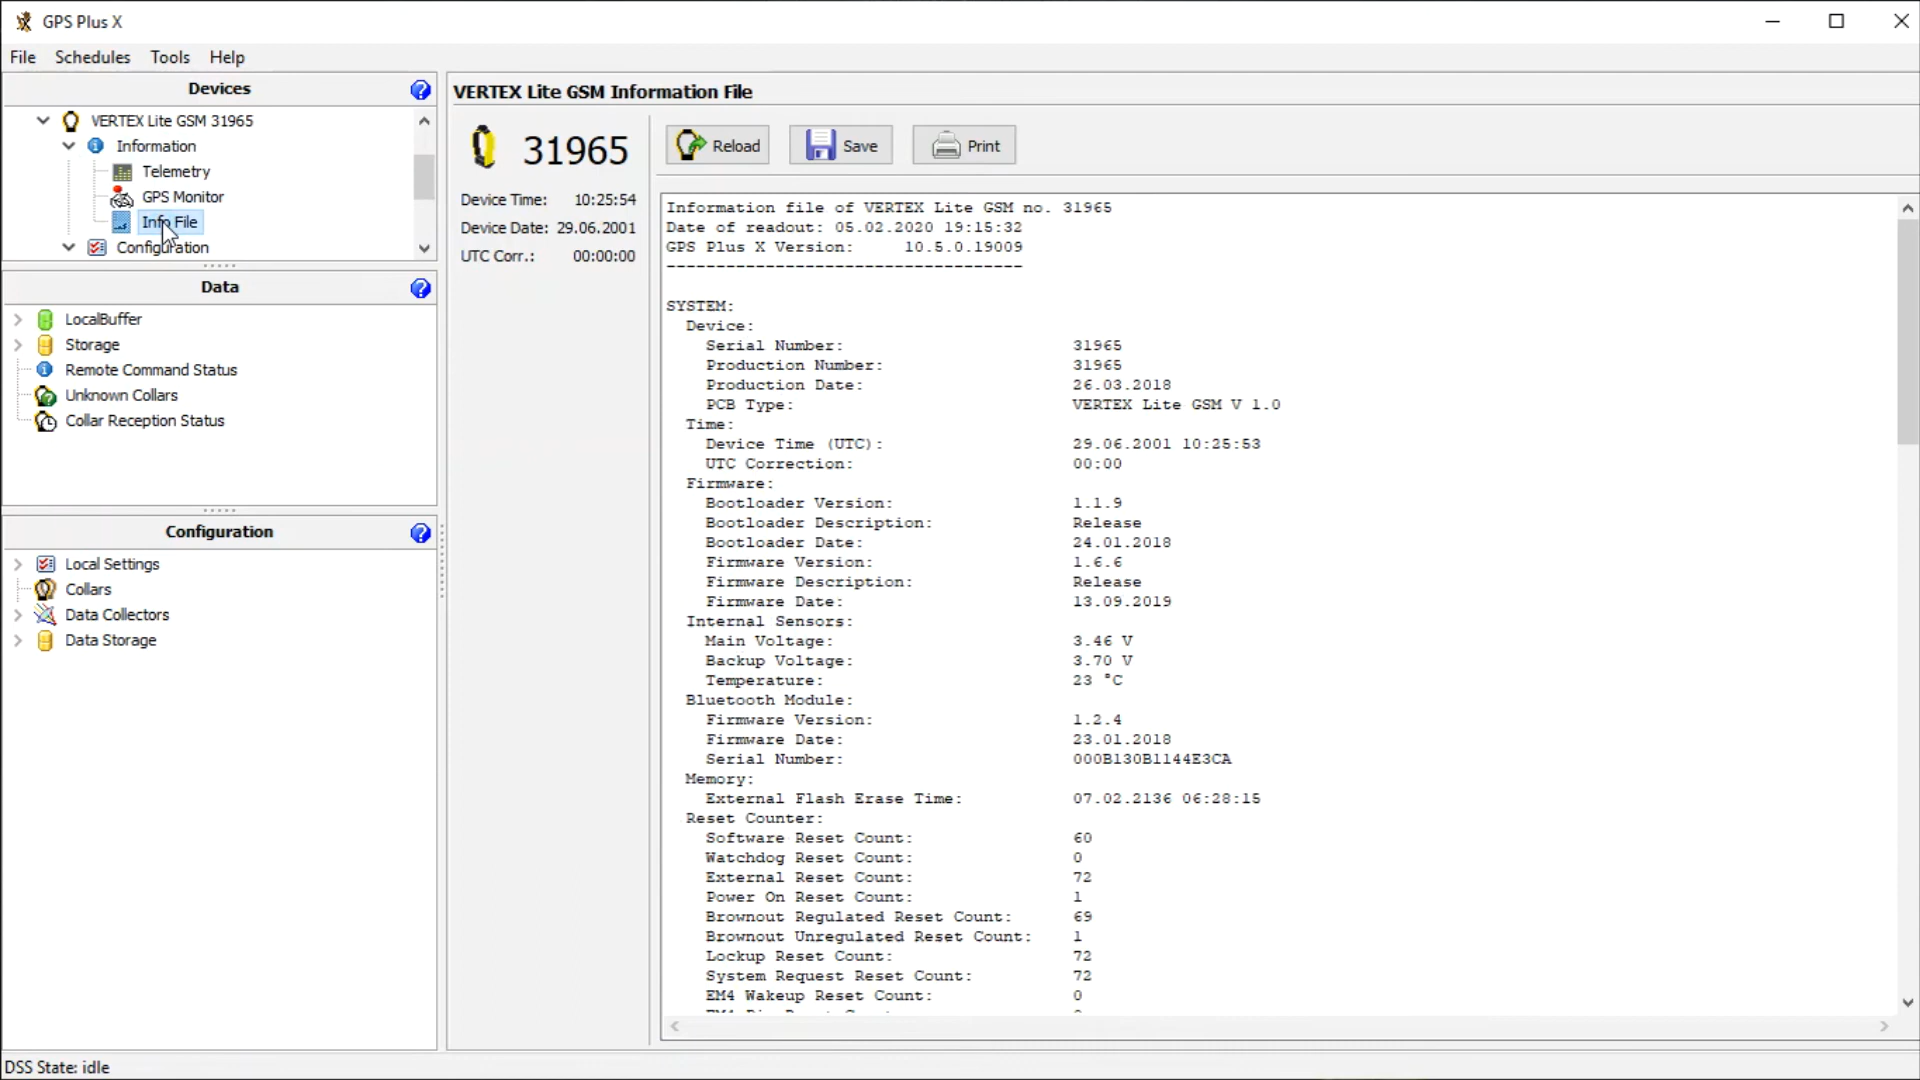 GPS Plus X
File Schedules Tools Help
Devices
VERTEX Lite GSM 31965
Information
Telemetry
GPS Monitor
Info File
Configuration
Data
LocalBuffer
Storage
Remote Command Status
Unknown Collars
Collar Reception Status
Configuration
Local Settings
Collars
Data Collectors
Data Storage
VERTEX Lite GSM Information File
31965
Reload Save Print
Device Time: 10:25:54
Device Date: 29.06.2001
UTC Corr.: 00:00:00
Information file of VERTEX Lite GSM no. 31965
Date of readout: 05.02.2020 19:15:32
GPS Plus X Version: 10.5.0.19009
------------------------------------
SYSTEM:
Device:
Serial Number: 31965
Production Number: 31965
Production Date: 26.03.2018
PCB Type: VERTEX Lite GSM V 1.0
Time:
Device Time (UTC): 29.06.2001 10:25:53
UTC Correction: 00:00
Firmware:
Bootloader Version: 1.1.9
Bootloader Description: Release
Bootloader Date: 24.01.2018
Firmware Version: 1.6.6
Firmware Description: Release
Firmware Date: 13.09.2019
Internal Sensors:
Main Voltage: 3.46 V
Backup Voltage: 3.70 V
Temperature: 23 °C
Bluetooth Module:
Firmware Version: 1.2.4
Firmware Date: 23.01.2018
Serial Number: 000B130B1144E3CA
Memory:
External Flash Erase Time: 07.02.2136 06:28:15
Reset Counter:
Software Reset Count: 60
Watchdog Reset Count: 0
External Reset Count: 72
Power On Reset Count: 1
Brownout Regulated Reset Count: 69
Brownout Unregulated Reset Count: 1
Lockup Reset Count: 72
System Request Reset Count: 72
EM4 Wakeup Reset Count: 0
DSS State: idle